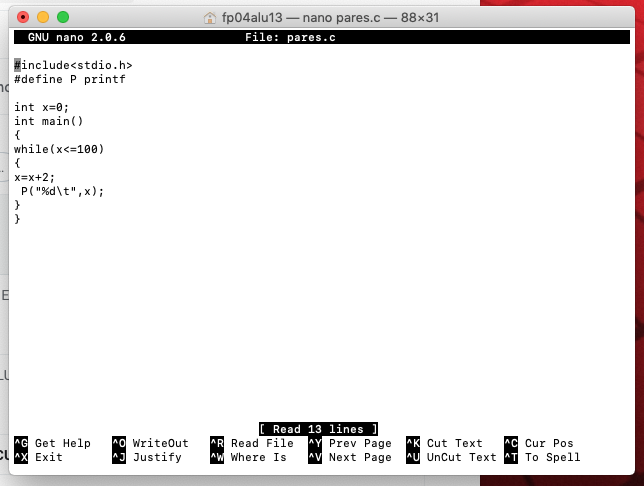 fp04alu13 — nano pares.c — 88×31
GNU nano 2.0.6 File: pares.c
#include<stdio.h>
#define P printf
int x=0;
int main()
{
while(x<=100)
{
x=x+2;
 P("%d\t",x);
}
}
[ Read 13 lines ]
^G Get Help ^O WriteOut ^R Read File ^Y Prev Page ^K Cut Text ^C Cur Pos
^X Exit ^J Justify ^W Where Is ^V Next Page ^U UnCut Text ^T To Spell